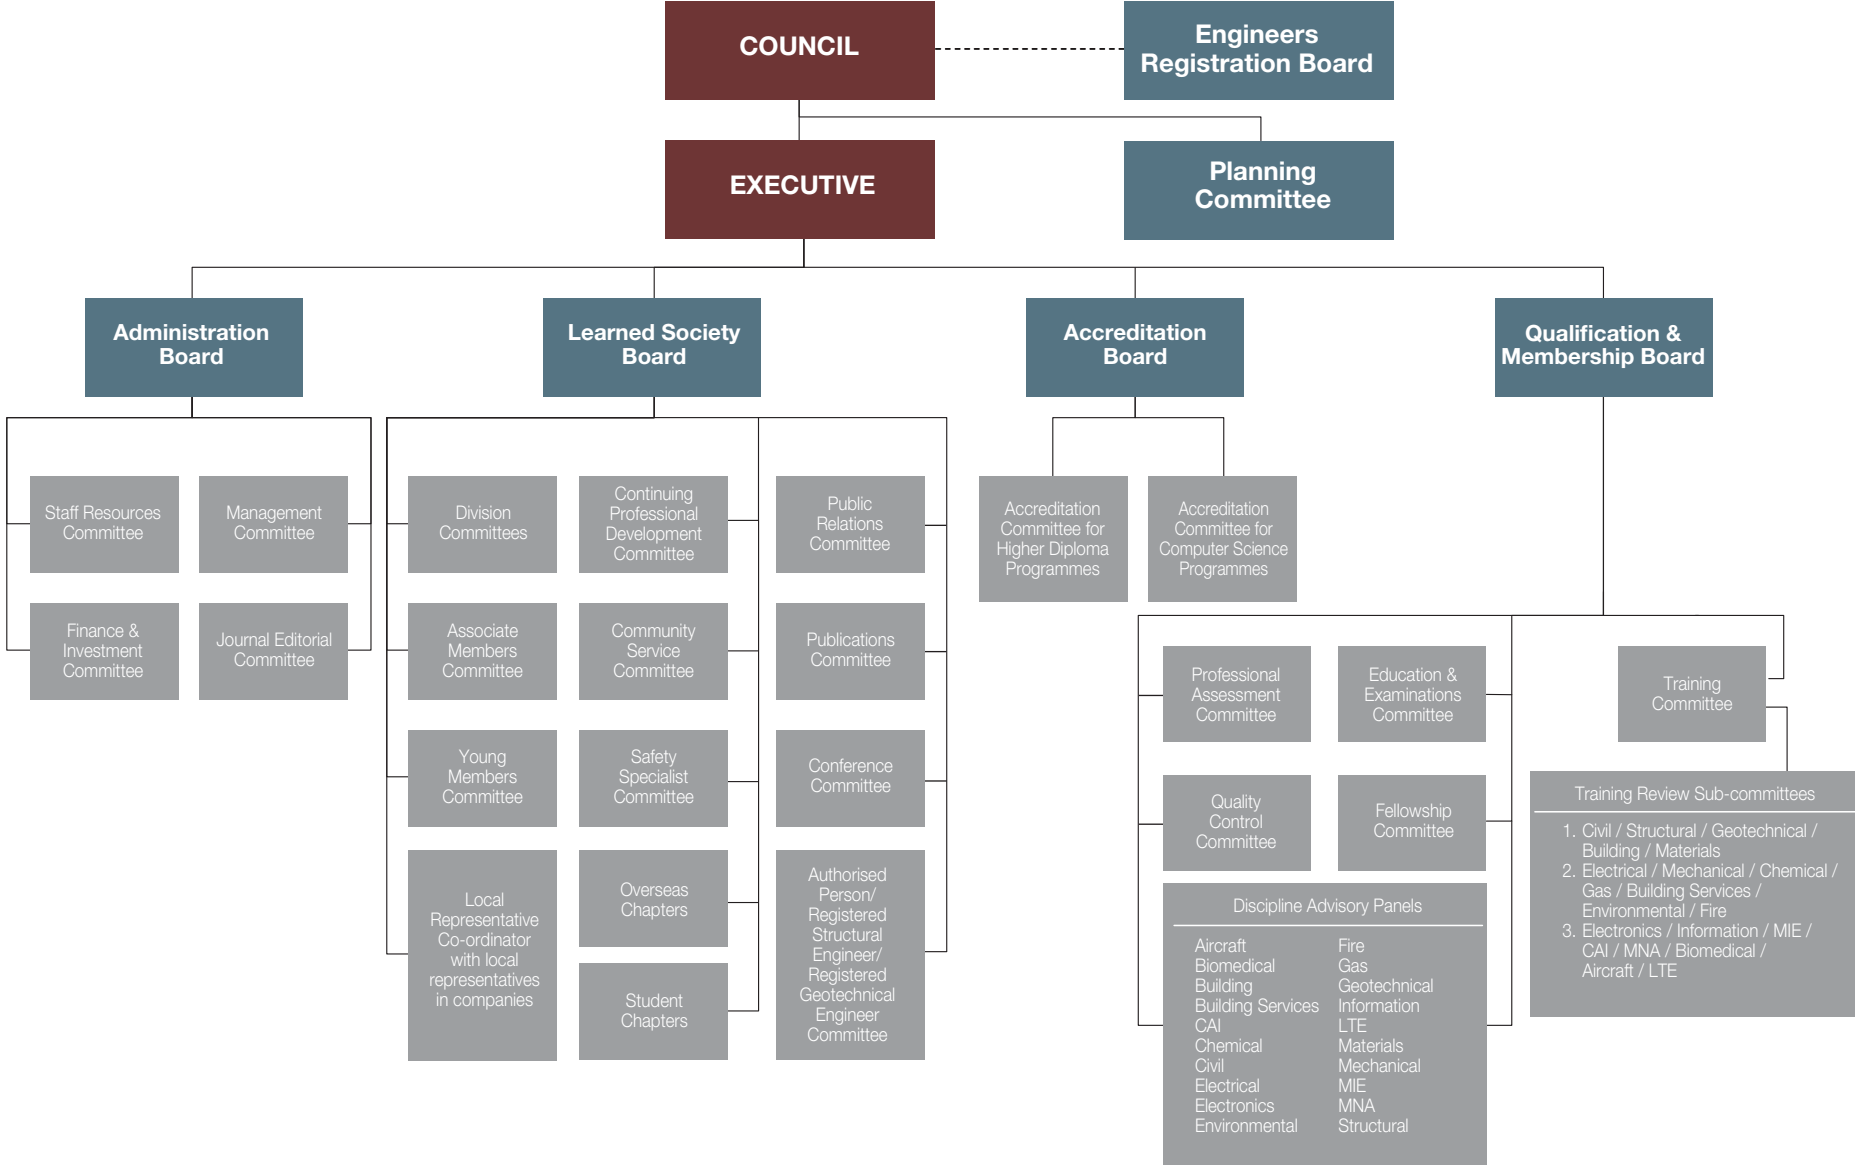 COUNCIL
Engineers
Registration Board
EXECUTIVE
Planning
Committee
Administration
Board
Learned Society
Board
Accreditation
Board
Qualification &
Membership Board
Staff Resources
Committee
Management
Committee
Finance &
Investment
Committee
Journal Editorial
Committee
Division
Committees
Continuing
Professional
Development
Committee
Public
Relations
Committee
Associate
Members
Committee
Community
Service
Committee
Publications
Committee
Young
Members
Committee
Safety
Specialist
Committee
Conference
Committee
Local
Representative
Co-ordinator
with local
representatives
in companies
Overseas
Chapters
Student
Chapters
Authorised
Person/
Registered
Structural
Engineer/
Registered
Geotechnical
Engineer
Committee
Accreditation
Committee for
Higher Diploma
Programmes
Accreditation
Committee for
Computer Science
Programmes
Professional
Assessment
Committee
Education &
Examinations
Committee
Quality
Control
Committee
Fellowship
Committee
Discipline Advisory Panels
Aircraft
Biomedical
Building
Building Services
CAI
Chemical
Civil
Electrical
Electronics
Environmental
Fire
Gas
Geotechnical
Information
LTE
Materials
Mechanical
MIE
MNA
Structural
Training
Committee
Training Review Sub-committees
1. Civil / Structural / Geotechnical /
Building / Materials
2. Electrical / Mechanical / Chemical /
Gas / Building Services /
Environmental / Fire
3. Electronics / Information / MIE /
CAI / MNA / Biomedical /
Aircraft / LTE